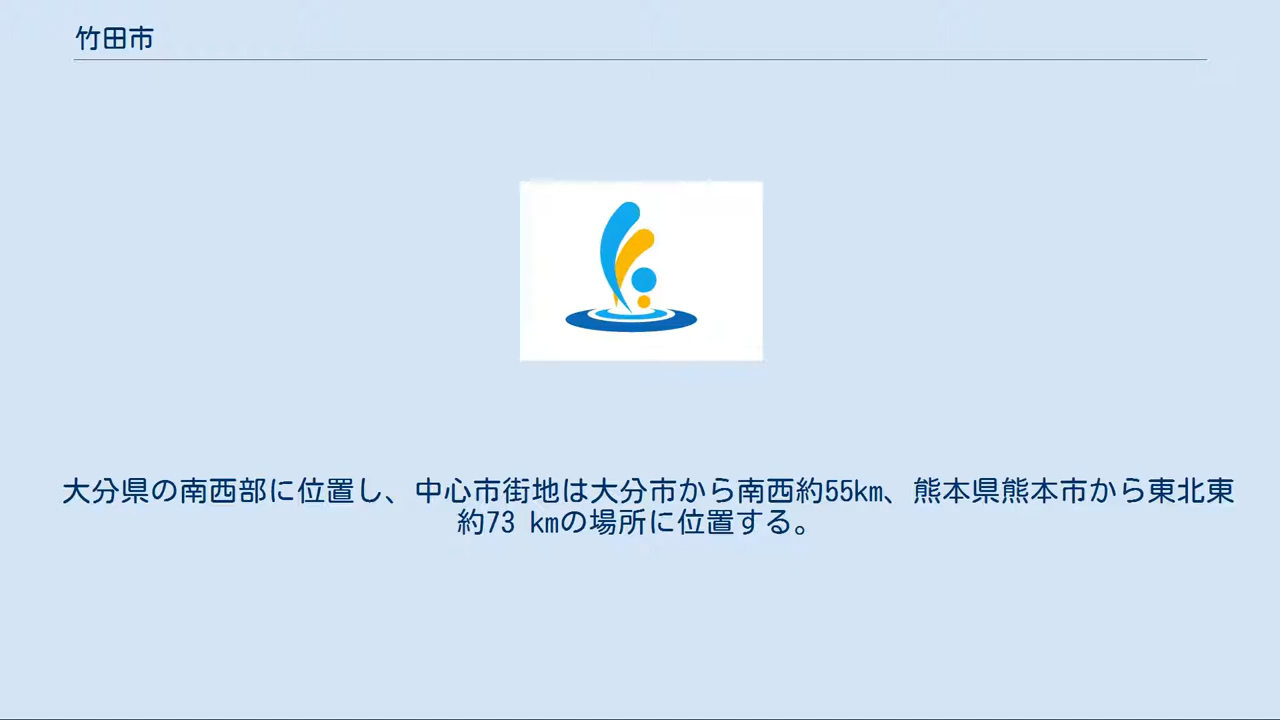 竹田市
大分県の南西部に位置し、中心市街地は大分市から南西約55km、熊本県熊本市から東北東
約73 kmの場所に位置する。